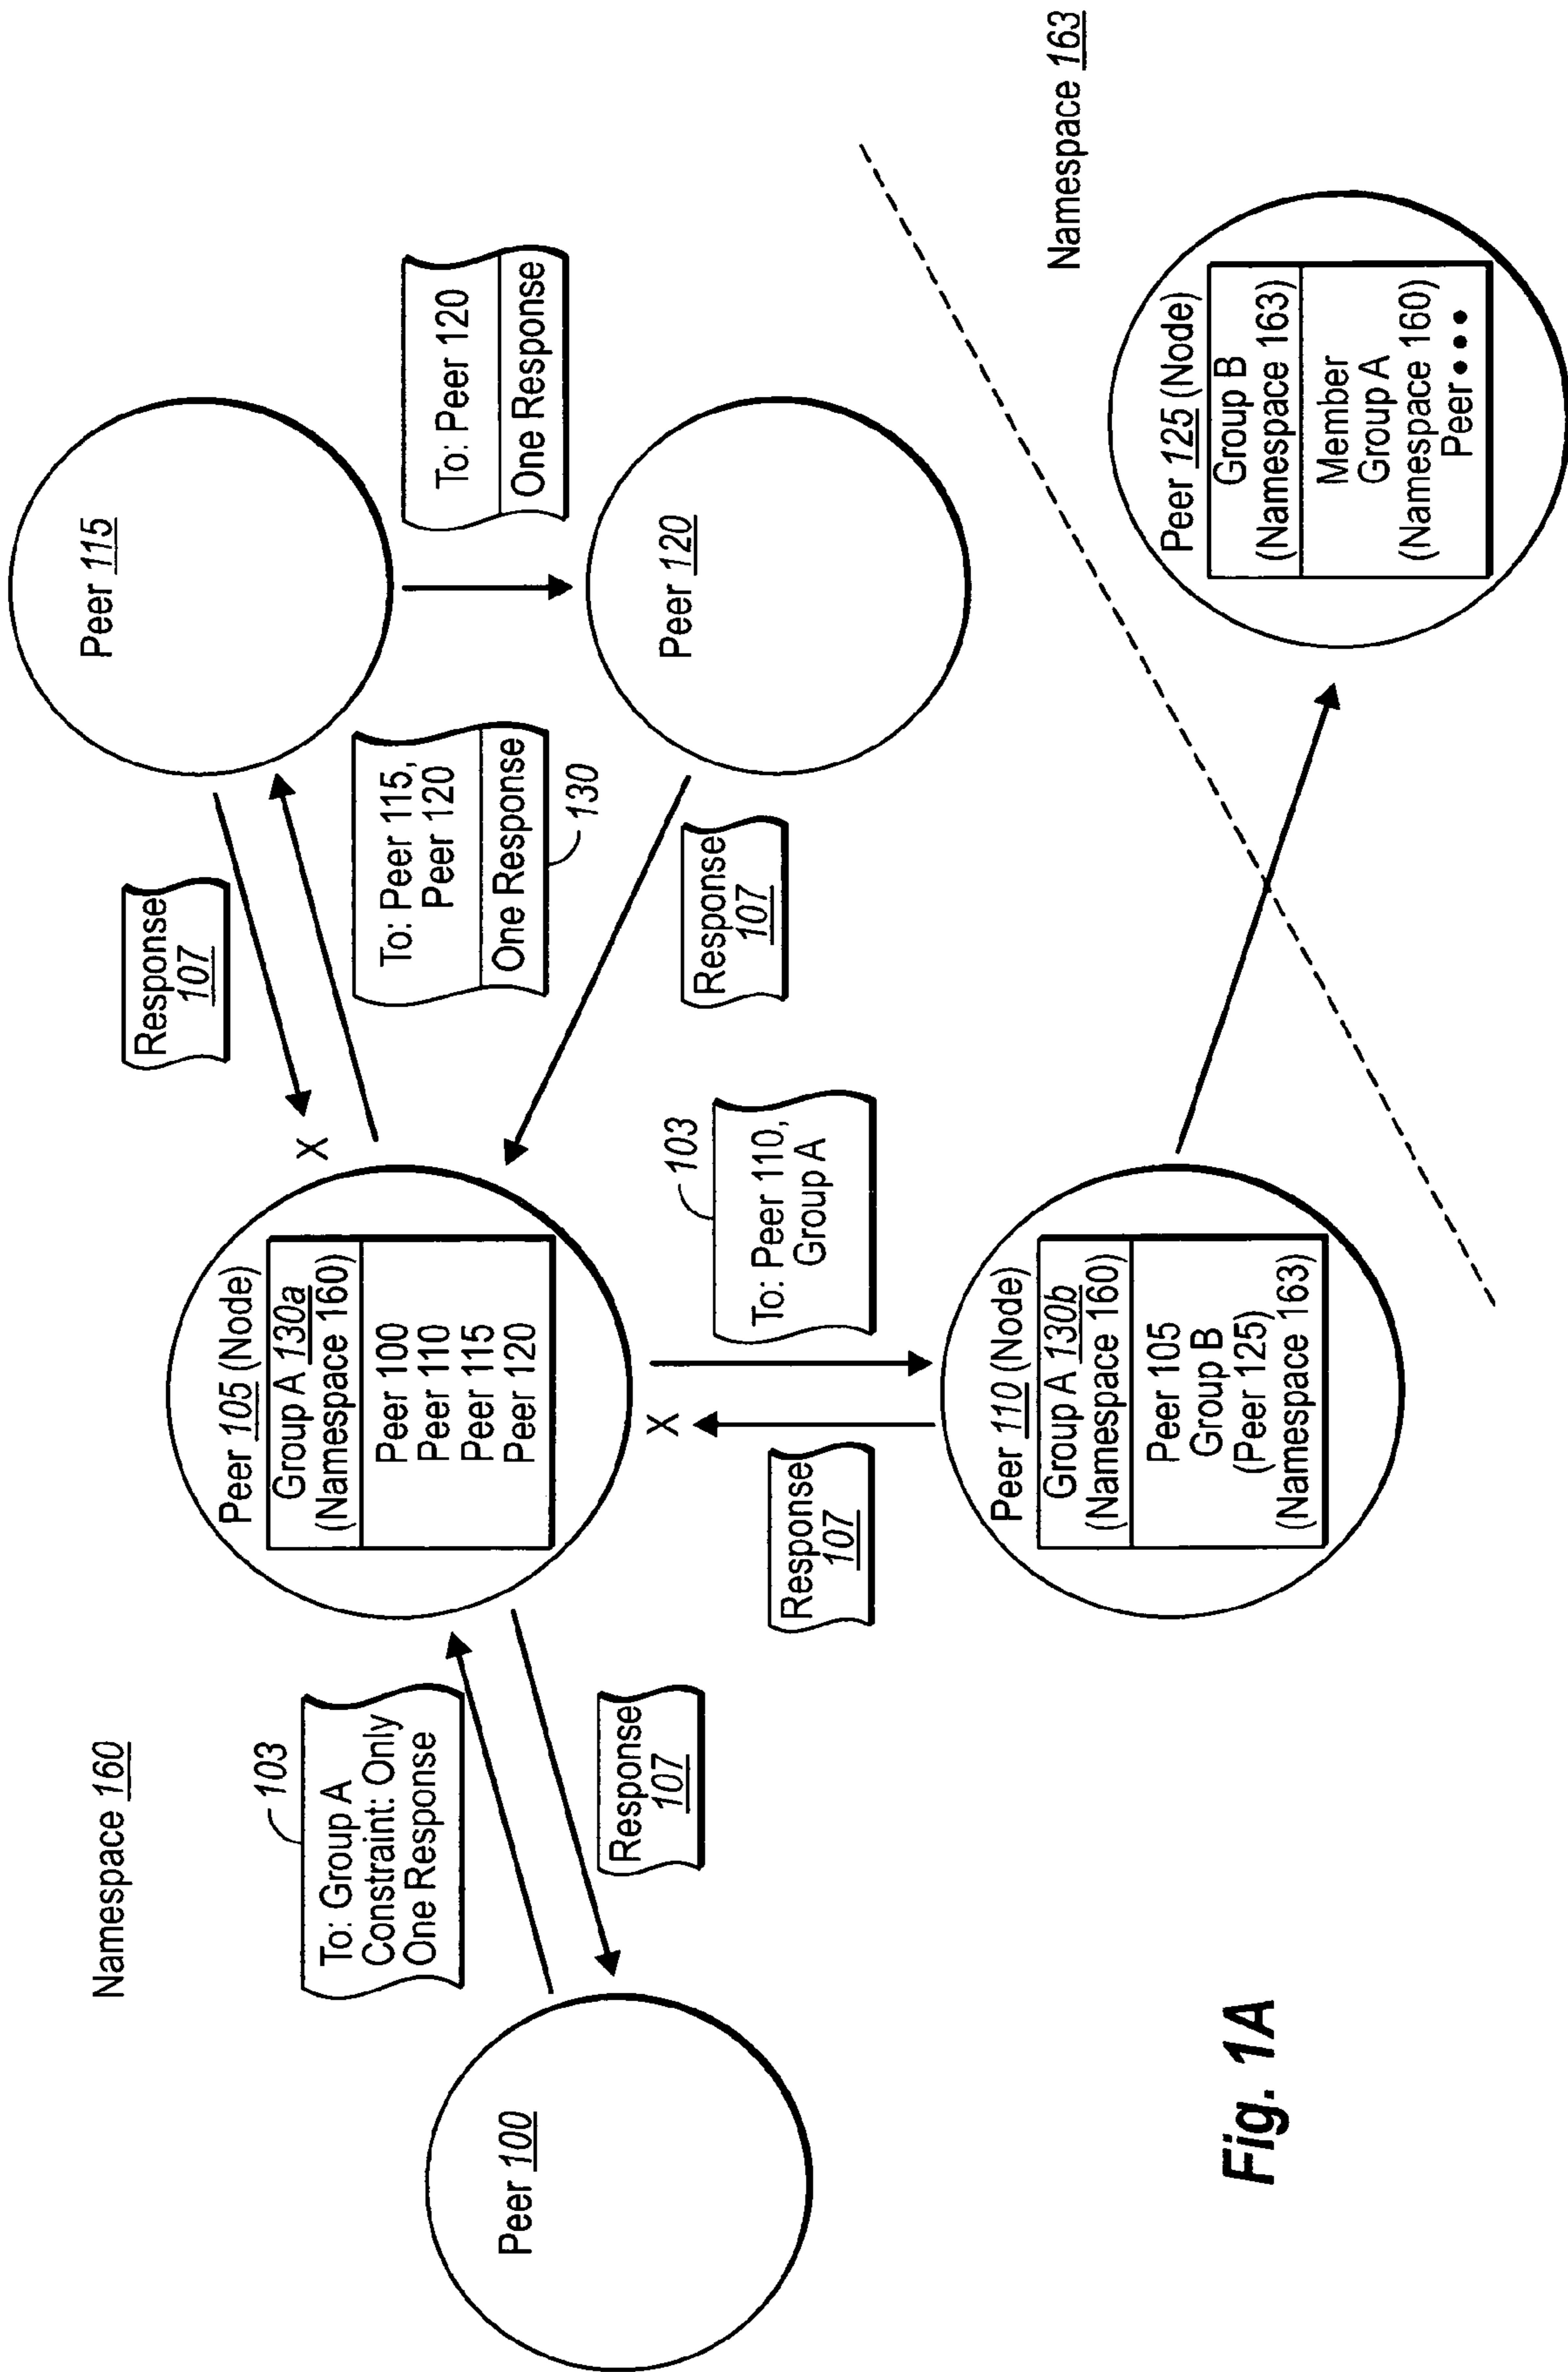 Namespace 160
Peer 100
103
To: Group A
Constraint: Only
One Response
Response
107
Peer 105 (Node)
Group A 130a
(Namespace 160)
Peer 100
Peer 110
Peer 115
Peer 120
Response
107
X
To: Peer 115,
Peer 120
One Response
130
Response
107
Peer 115
To: Peer 120
One Response
Peer 120
Response
107
X
103
To: Peer 110,
Group A
Peer 110 (Node)
Group A 130b
(Namespace 160)
Peer 105
Group B
(Peer 125)
(Namespace 163)
Namespace 163
Peer 125 (Node)
Group B
(Namespace 163)
Member
Group A
(Namespace 160)
Peer •••
Fig. 1A